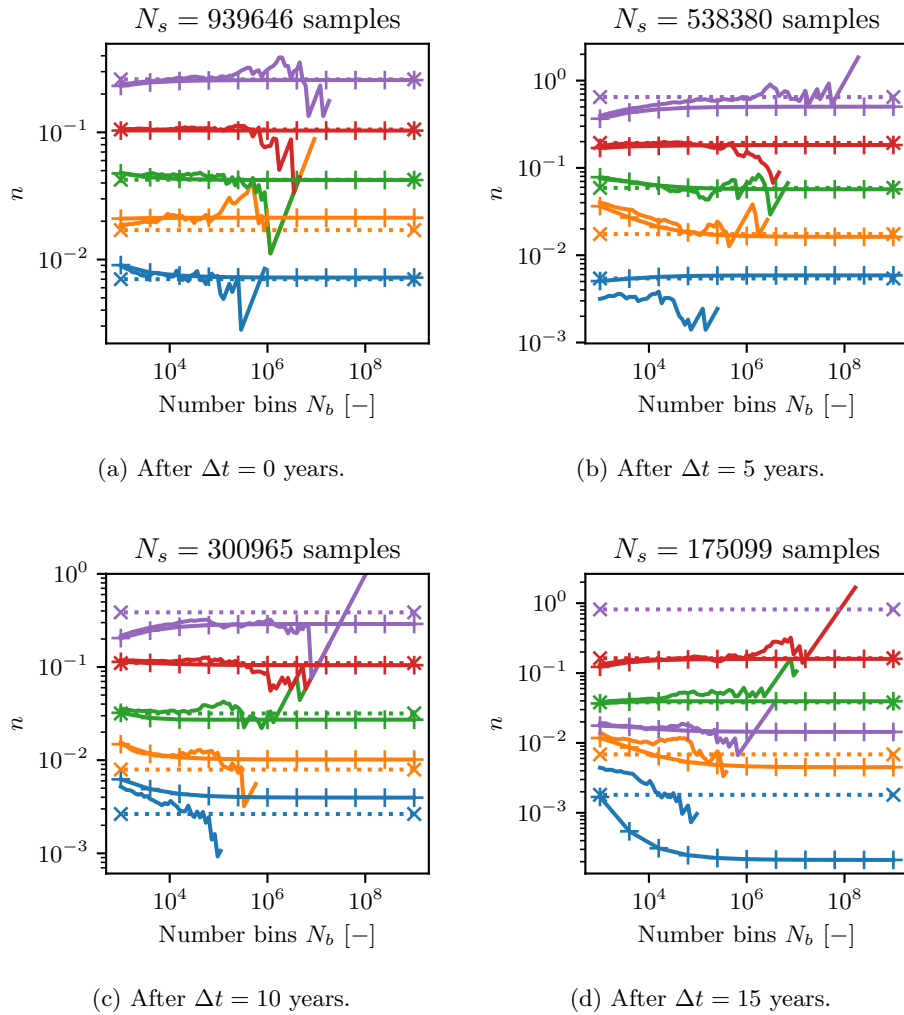 N_s = 939646 samples
N_s = 538380 samples
n
10^{-1}
10^{-2}
10^4
10^6
10^8
Number bins N_b [−]
n
10^0
10^{-1}
10^{-2}
10^{-3}
10^4
10^6
10^8
Number bins N_b [−]
(a) After Δt = 0 years.
(b) After Δt = 5 years.
N_s = 300965 samples
N_s = 175099 samples
n
10^0
10^{-1}
10^{-2}
10^{-3}
10^4
10^6
10^8
Number bins N_b [−]
n
10^0
10^{-1}
10^{-2}
10^{-3}
10^4
10^6
10^8
Number bins N_b [−]
(c) After Δt = 10 years.
(d) After Δt = 15 years.